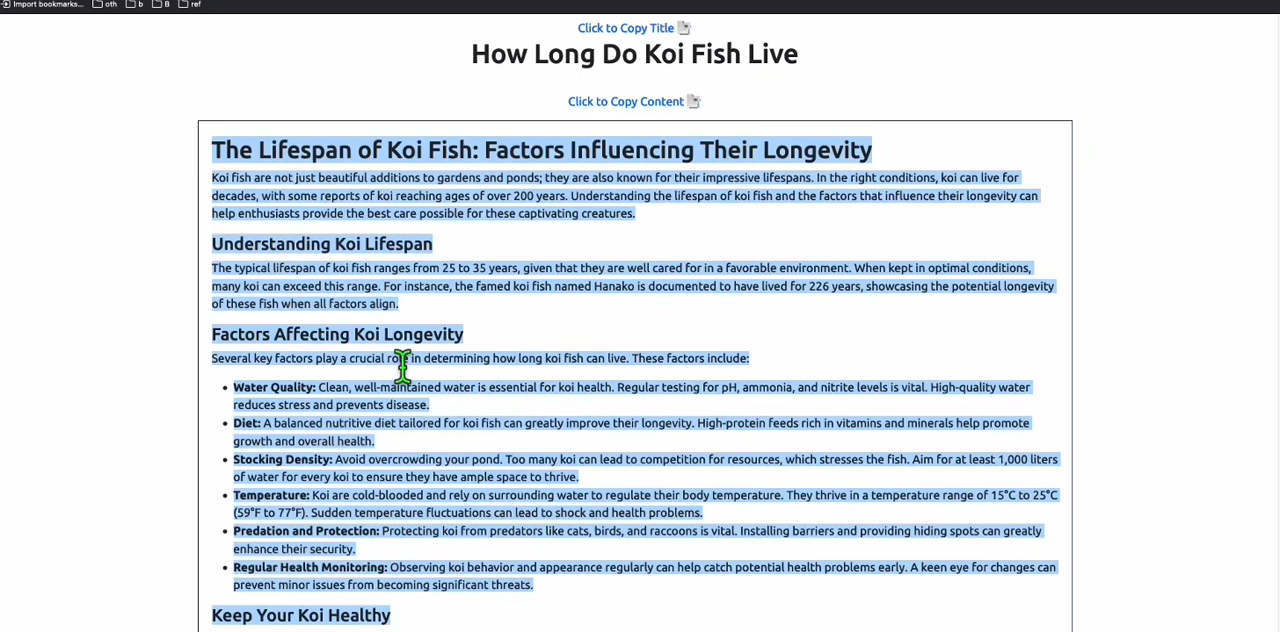 Import bookmarks... oth b B ref
Click to Copy Title
How Long Do Koi Fish Live
Click to Copy Content
The Lifespan of Koi Fish: Factors Influencing Their Longevity
Koi fish are not just beautiful additions to gardens and ponds; they are also known for their impressive lifespans. In the right conditions, koi can live for
decades, with some reports of koi reaching ages of over 200 years. Understanding the lifespan of koi fish and the factors that influence their longevity can
help enthusiasts provide the best care possible for these captivating creatures.
Understanding Koi Lifespan
The typical lifespan of koi fish ranges from 25 to 35 years, given that they are well cared for in a favorable environment. When kept in optimal conditions,
many koi can exceed this range. For instance, the famed koi fish named Hanako is documented to have lived for 226 years, showcasing the potential longevity
of these fish when all factors align.
Factors Affecting Koi Longevity
Several key factors play a crucial role in determining how long koi fish can live. These factors include:
• Water Quality: Clean, well-maintained water is essential for koi health. Regular testing for pH, ammonia, and nitrite levels is vital. High-quality water
reduces stress and prevents disease.
• Diet: A balanced nutritive diet tailored for koi fish can greatly improve their longevity. High-protein feeds rich in vitamins and minerals help promote
growth and overall health.
• Stocking Density: Avoid overcrowding your pond. Too many koi can lead to competition for resources, which stresses the fish. Aim for at least 1,000 liters
of water for every koi to ensure they have ample space to thrive.
• Temperature: Koi are cold-blooded and rely on surrounding water to regulate their body temperature. They thrive in a temperature range of 15°C to 25°C
(59°F to 77°F). Sudden temperature fluctuations can lead to shock and health problems.
• Predation and Protection: Protecting koi from predators like cats, birds, and raccoons is vital. Installing barriers and providing hiding spots can greatly
enhance their security.
• Regular Health Monitoring: Observing koi behavior and appearance regularly can help catch potential health problems early. A keen eye for changes can
prevent minor issues from becoming significant threats.
Keep Your Koi Healthy